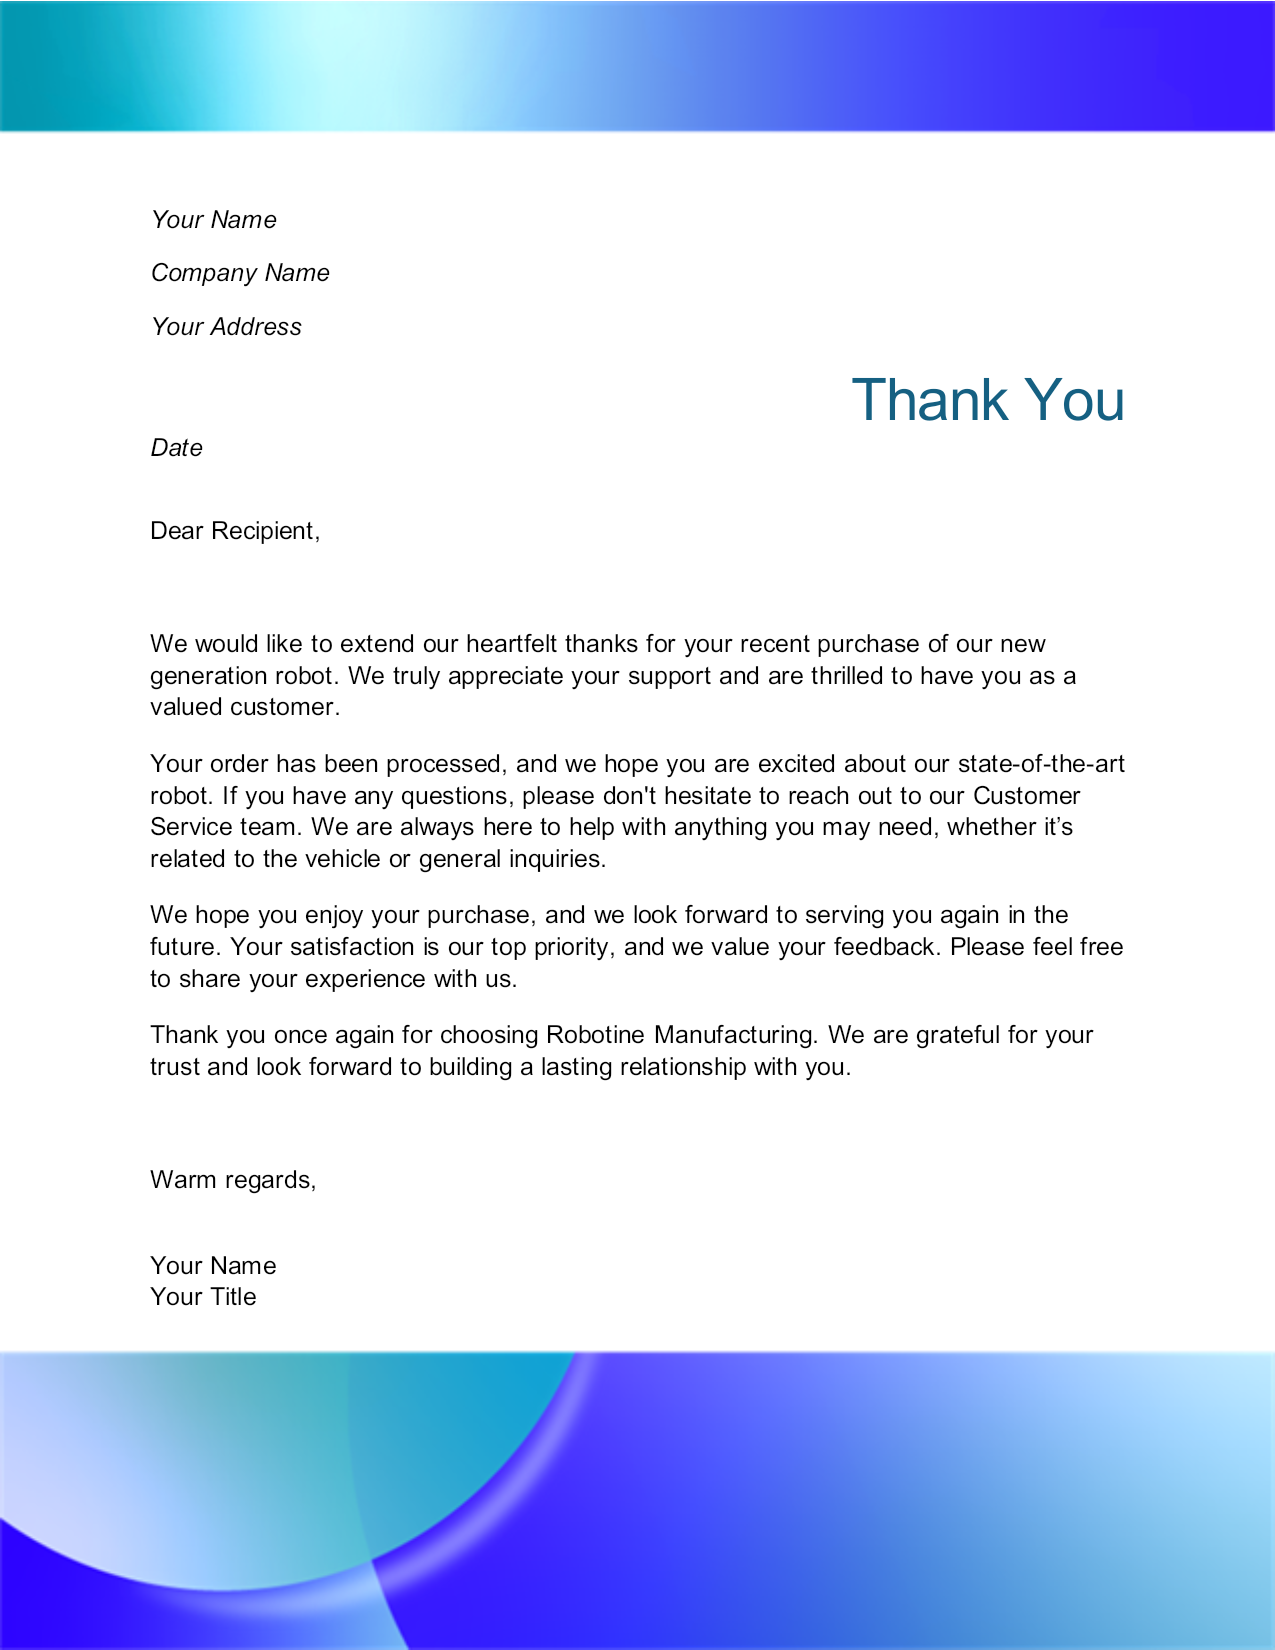 Your Name
Company Name
Your Address
Thank You
Date
Dear Recipient,
We would like to extend our heartfelt thanks for your recent purchase of our new
generation robot. We truly appreciate your support and are thrilled to have you as a
valued customer.
Your order has been processed, and we hope you are excited about our state-of-the-art
robot. If you have any questions, please don't hesitate to reach out to our Customer
Service team. We are always here to help with anything you may need, whether it’s
related to the vehicle or general inquiries.
We hope you enjoy your purchase, and we look forward to serving you again in the
future. Your satisfaction is our top priority, and we value your feedback. Please feel free
to share your experience with us.
Thank you once again for choosing Robotine Manufacturing. We are grateful for your
trust and look forward to building a lasting relationship with you.
Warm regards,
Your Name
Your Title